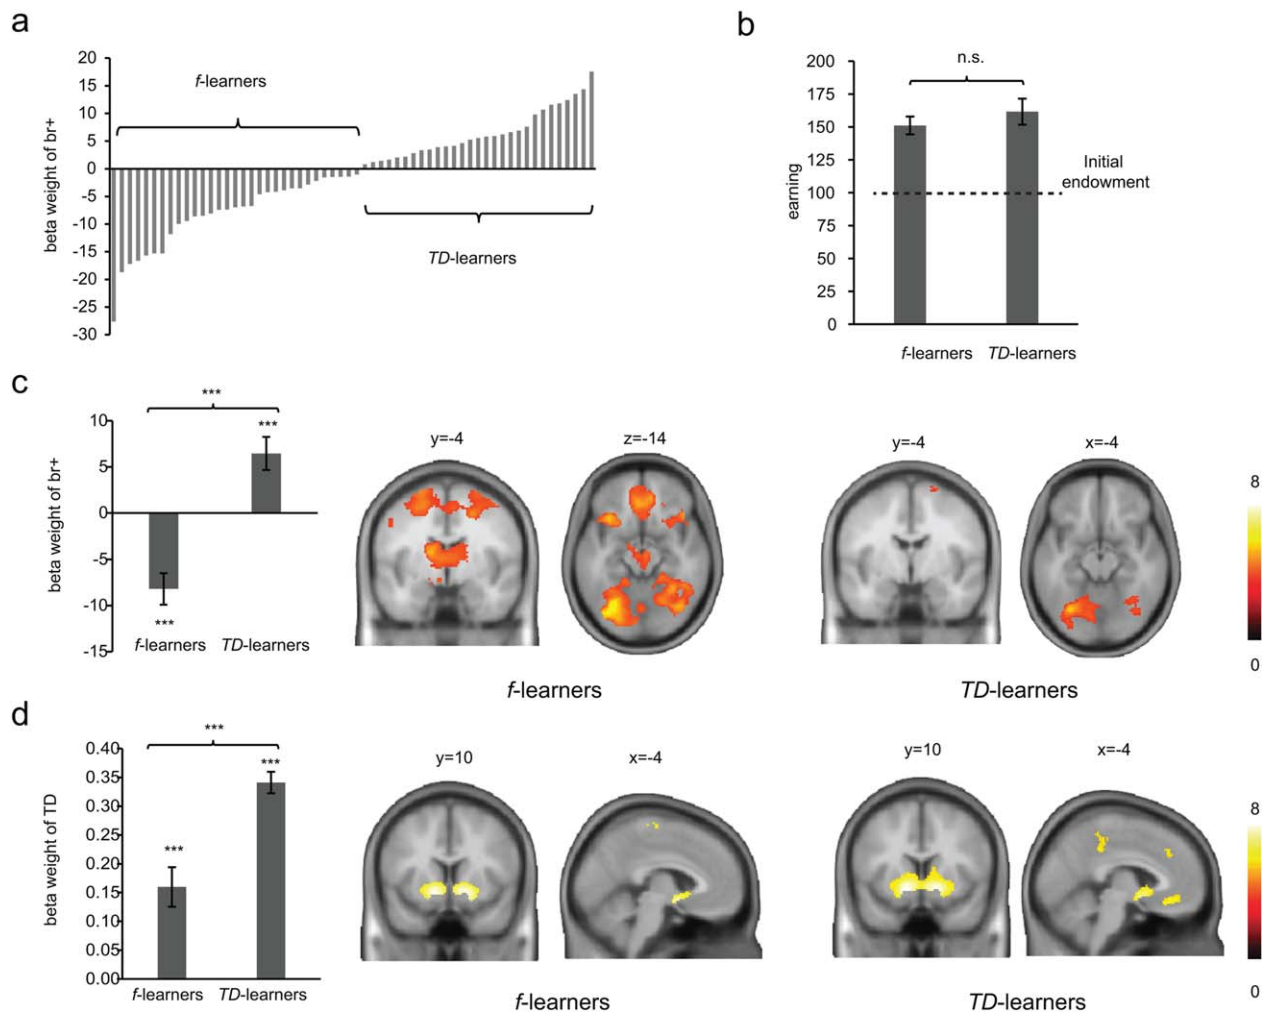 a
20
15
10
5
0
-5
-10
-15
-20
-25
-30
beta weight of br+
f-learners
TD-learners
b
200
175
150
125
100
75
50
25
0
earning
n.s.
Initial
endowment
f-learners TD-learners
c
***
10
5
0
-5
-10
-15
beta weight of br+
***
***
f-learners TD-learners
y=-4 z=-14
f-learners
y=-4 x=-4
TD-learners
8
0
d
***
0.40
0.35
0.30
0.25
0.20
0.15
0.10
0.05
0.00
beta weight of TD
***
***
f-learners TD-learners
y=10 x=-4
f-learners
y=10 x=-4
TD-learners
8
0